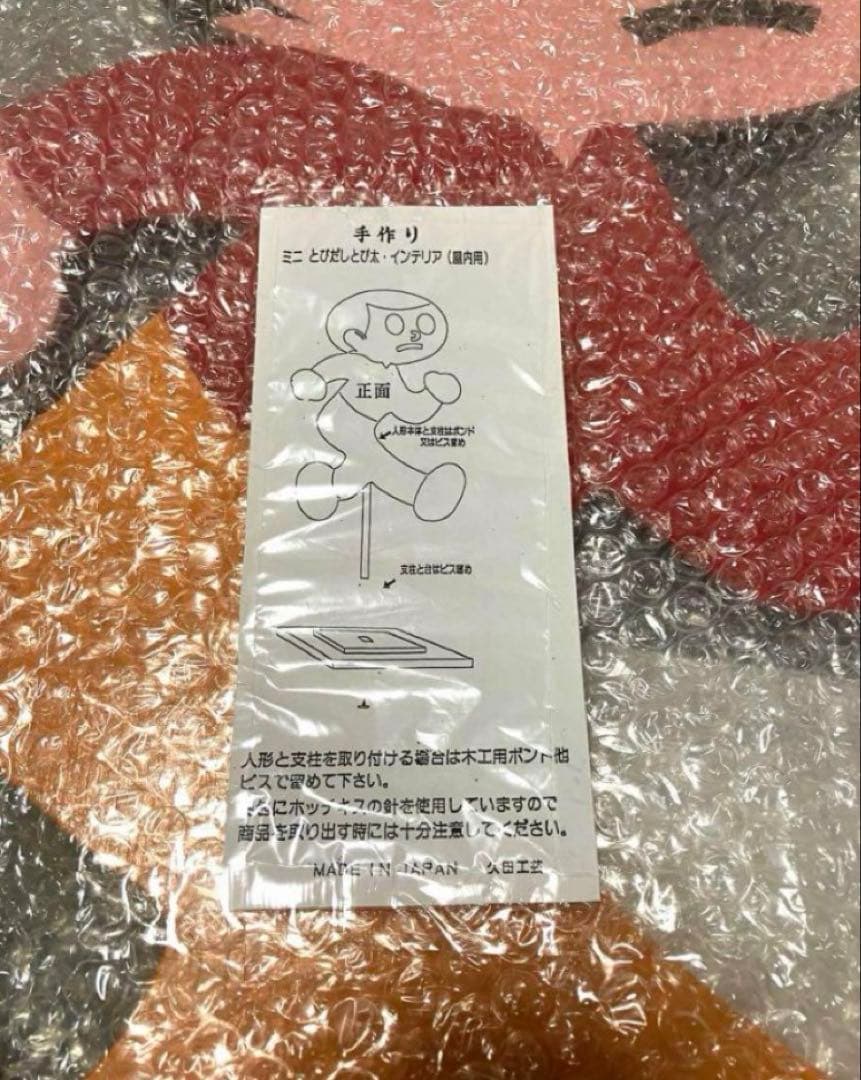 手作り
ミニ とびだしとび太・インテリア（屋内用）
正面
人形本体と支柱はボンド
又はビス留め
支柱と台はビス留め
人形と支柱を取り付ける場合は木工用ボンド他
ビスで留めて下さい。
にホッチキスの針を使用していますので
商品を取り出す時には十分注意してください。
MADE IN JAPAN 久田工芸